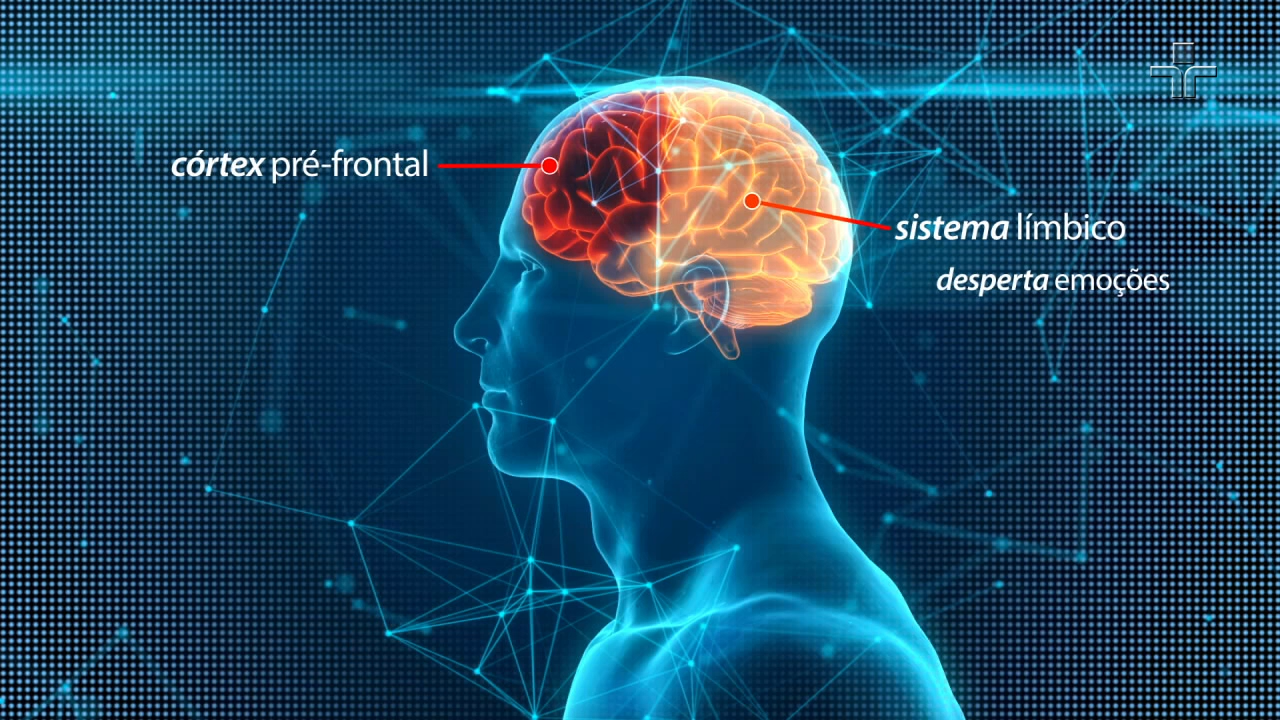 córtex pré-frontal
sistema límbico
desperta emoções